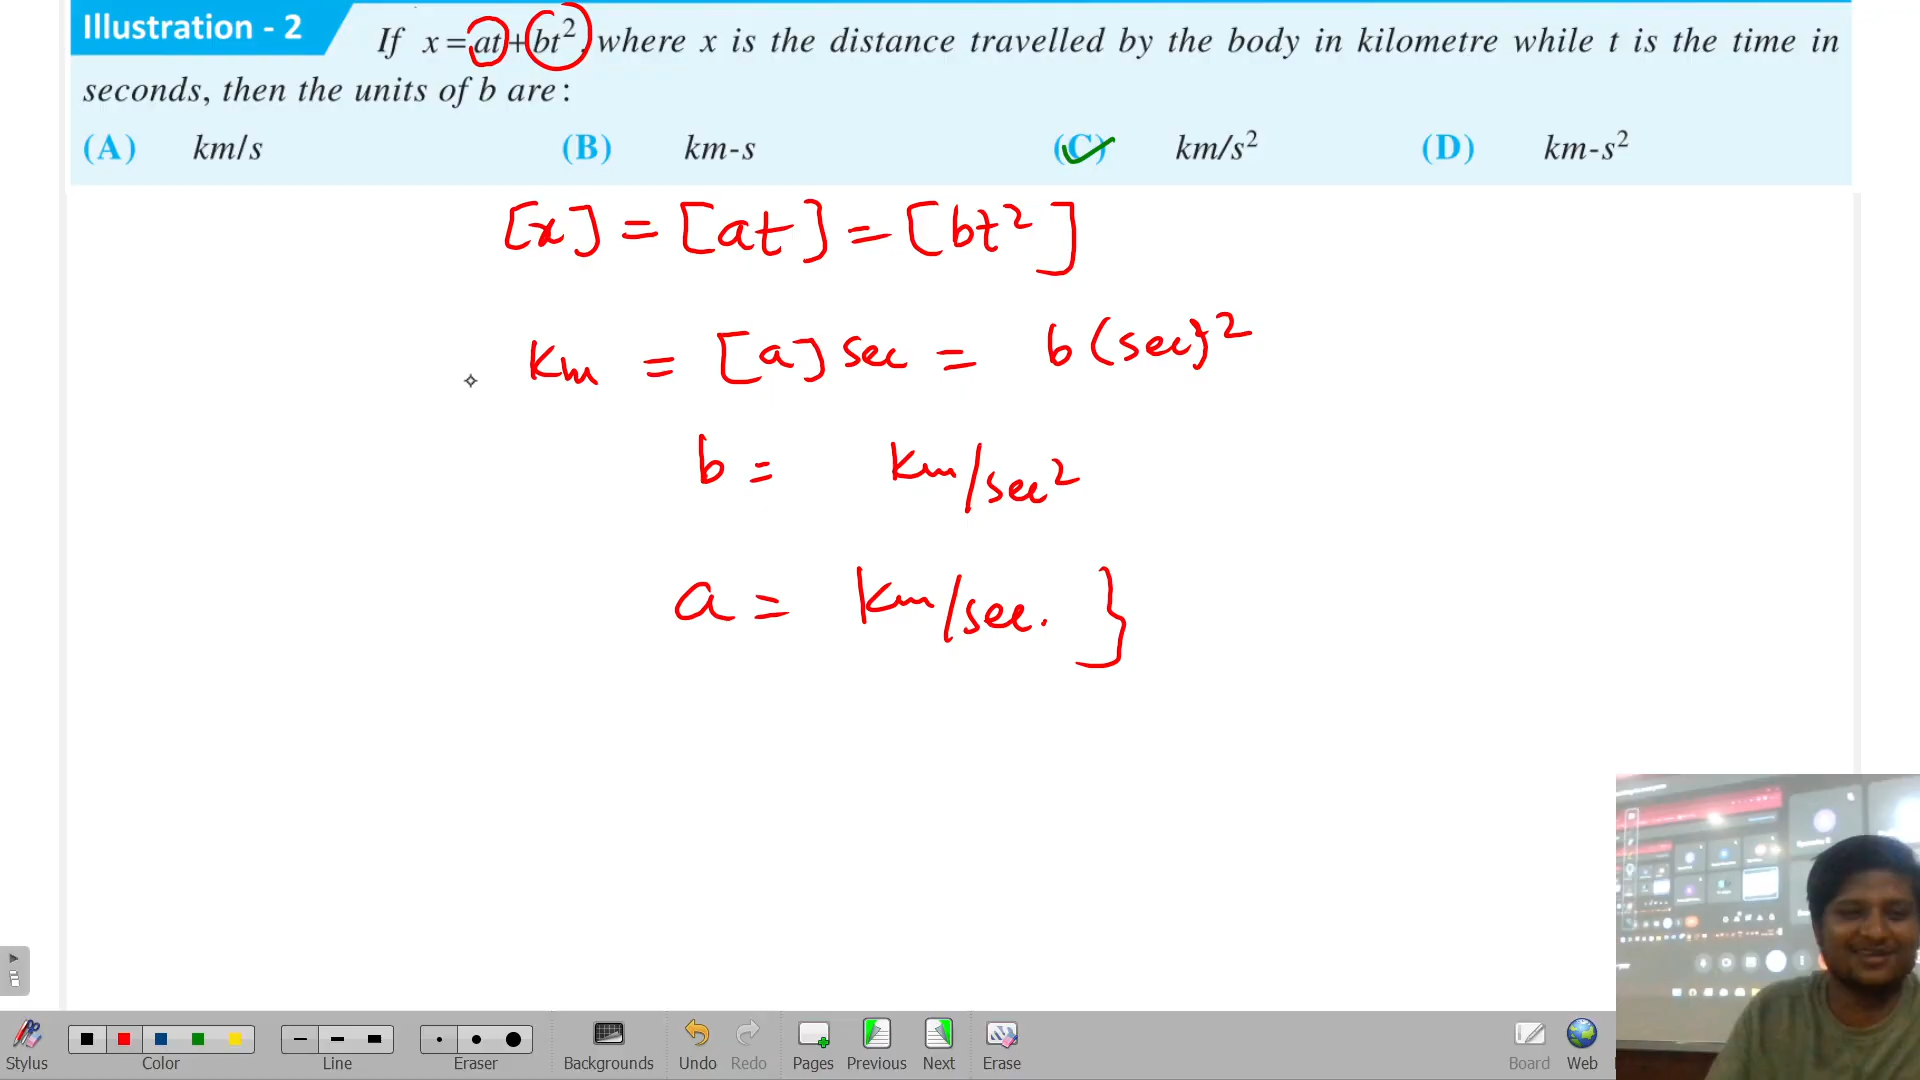 Illustration - 2
If x = at + bt², where x is the distance travelled by the body in kilometre while t is the time in
seconds, then the units of b are :
(A) km/s (B) km-s (C) km/s² (D) km-s²
[x] = [at] = [bt²]
km = [a] sec = b(sec)²
b = km/sec²
a = km/sec. }
Stylus Color Line Eraser Backgrounds Undo Redo Pages Previous Next Erase Board Web